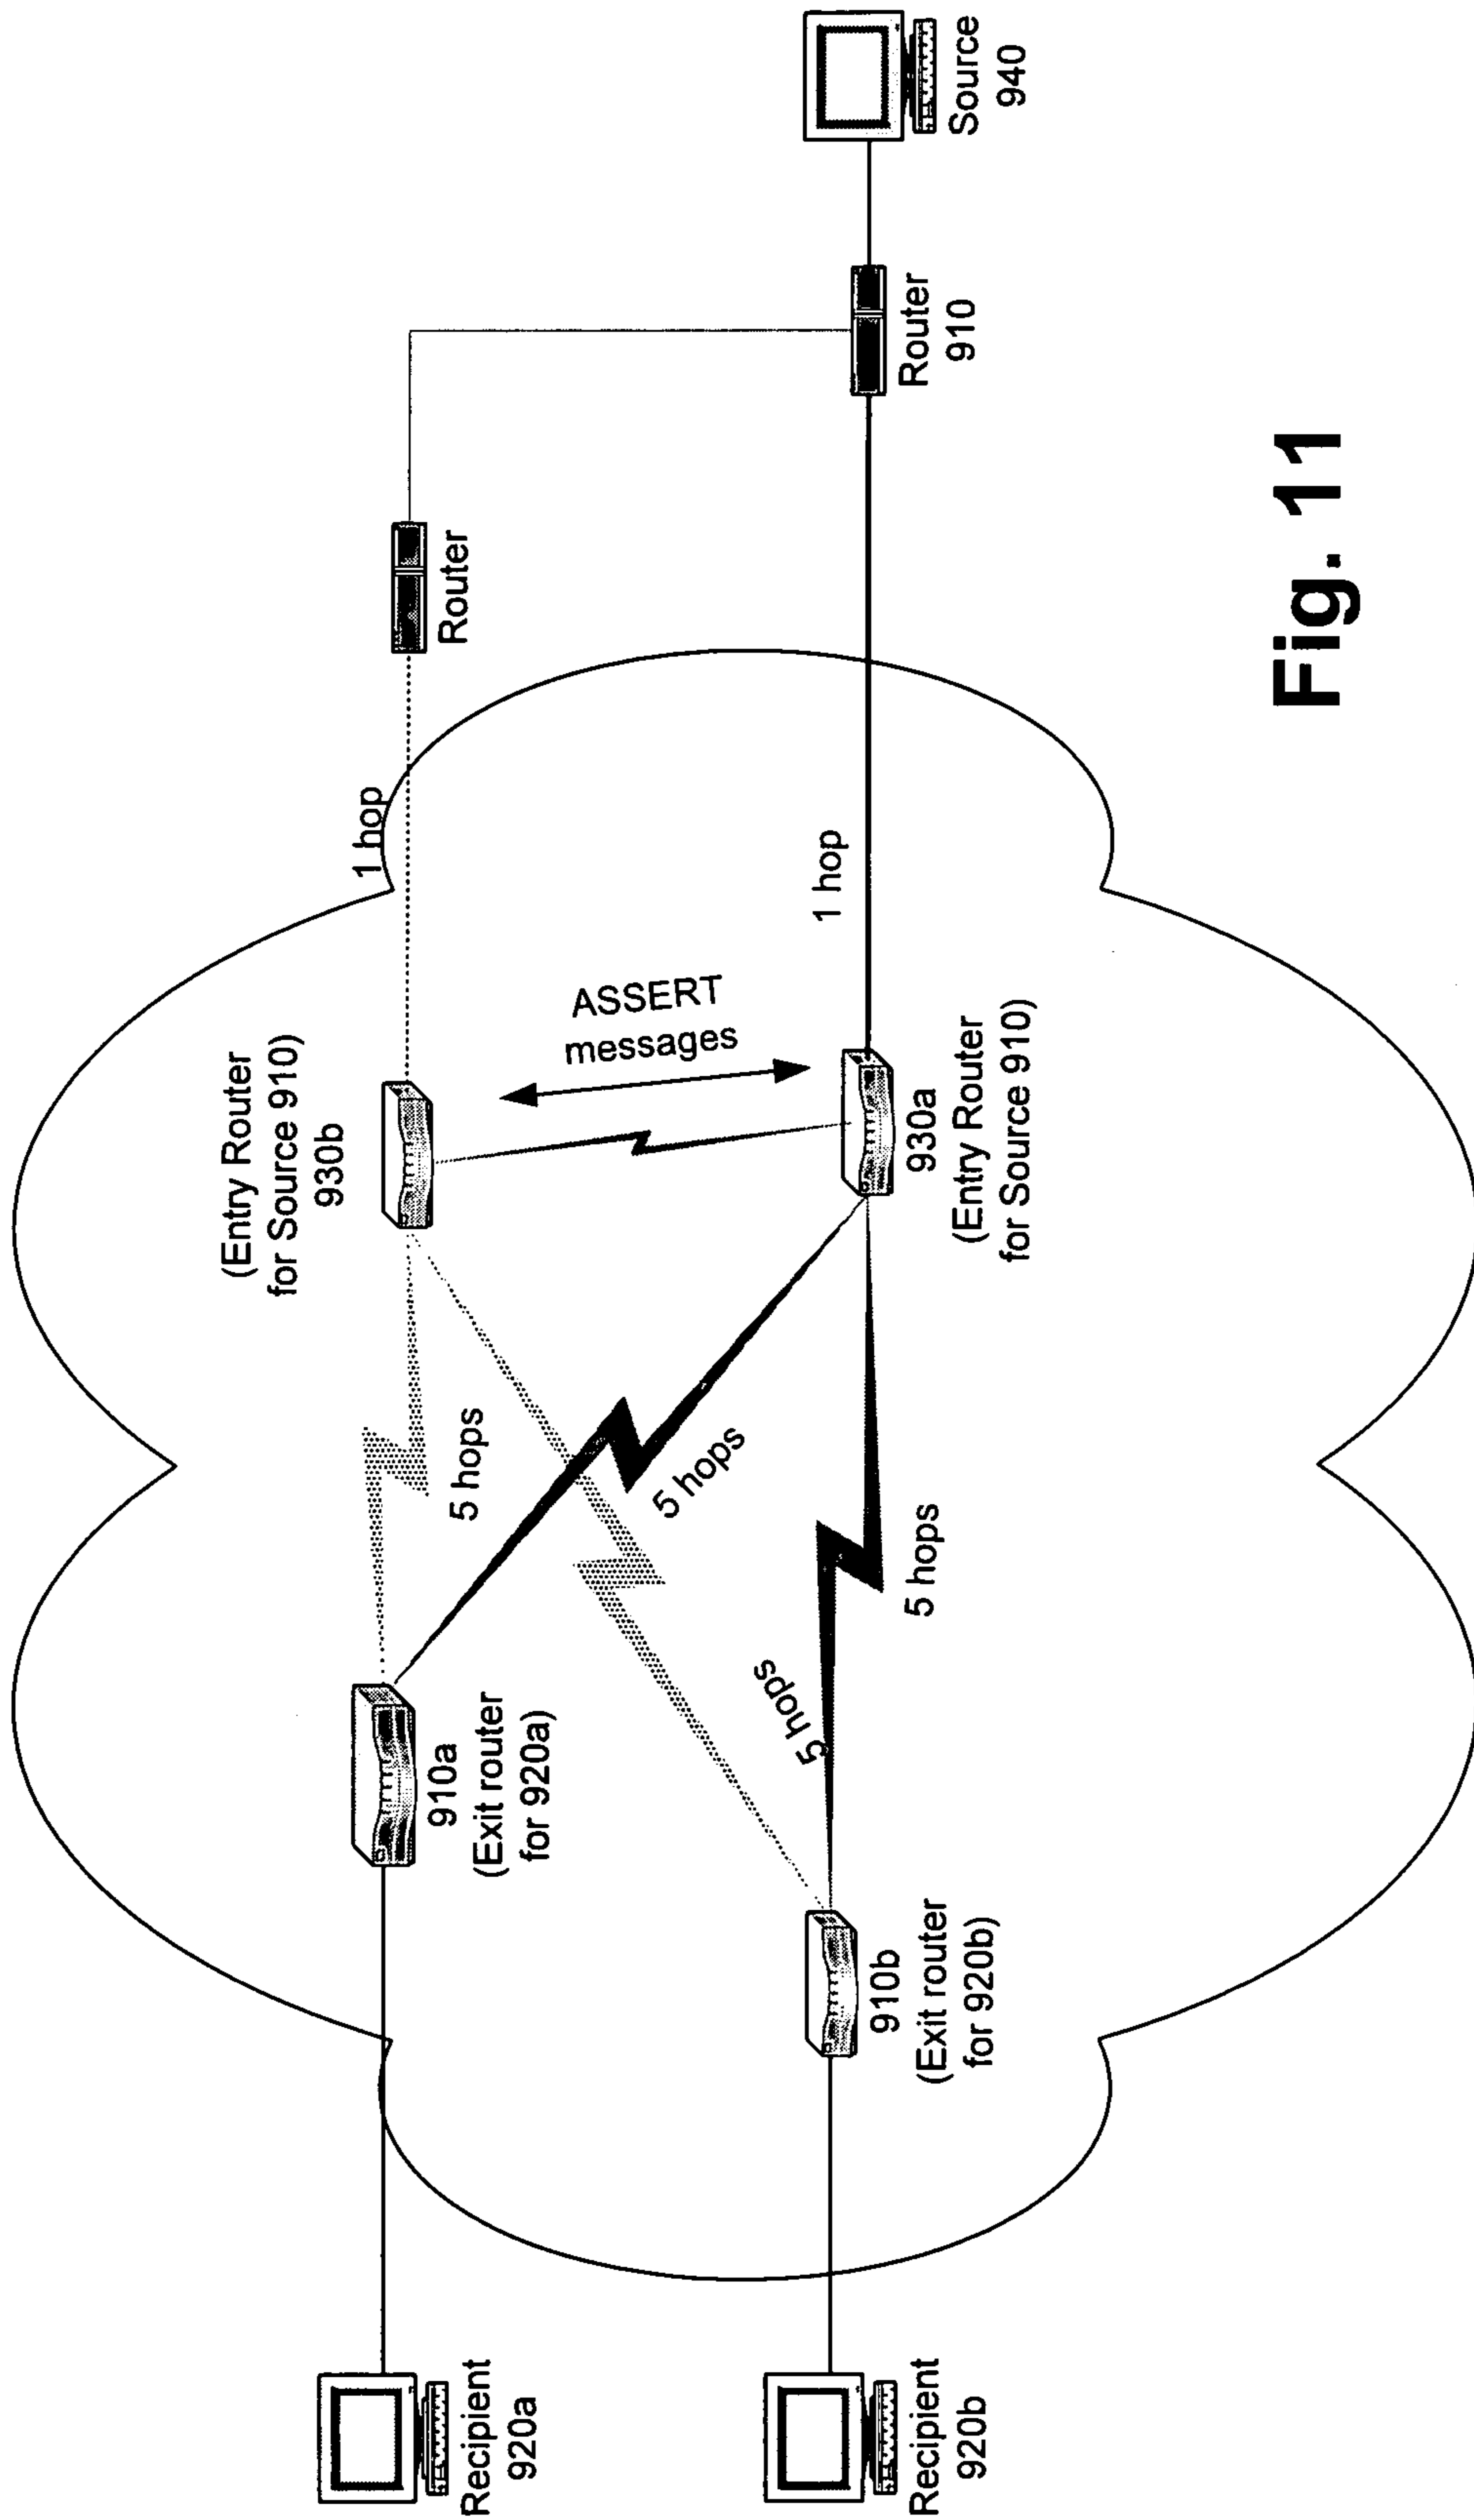 Recipient
920a
Recipient
920b
910a
(Exit router
for 920a)
910b
(Exit router
for 920b)
5 hops
5 hops
5 hops
5 hops
(Entry Router
for Source 910)
930b
ASSERT
messages
930a
(Entry Router
for Source 910)
1 hop
1 hop
Router
Router
910
Source
940
Fig. 11